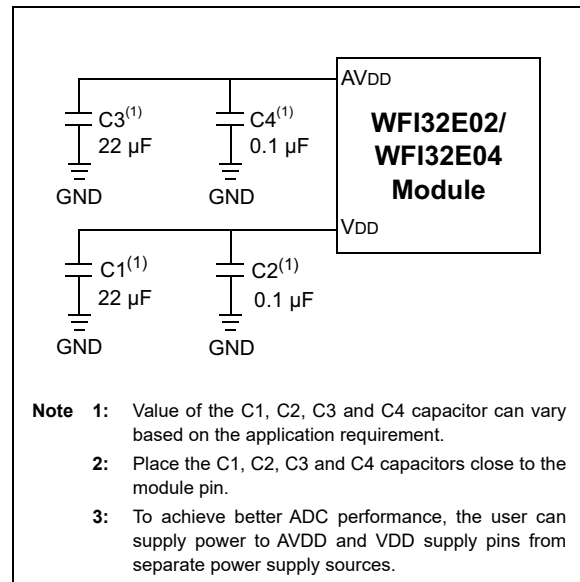 AVDD
C3(1)
22 µF
GND
C4(1)
0.1 µF
GND
WFI32E02/
WFI32E04
Module
VDD
C1(1)
22 µF
GND
C2(1)
0.1 µF
GND
Note 1: Value of the C1, C2, C3 and C4 capacitor can vary
based on the application requirement.
2: Place the C1, C2, C3 and C4 capacitors close to the
module pin.
3: To achieve better ADC performance, the user can
supply power to AVDD and VDD supply pins from
separate power supply sources.